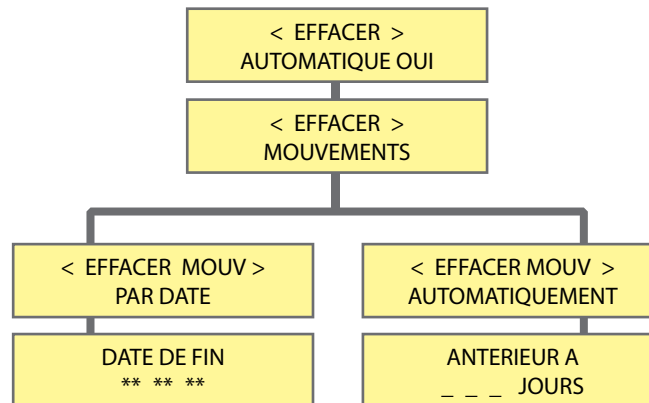 < EFFACER >
AUTOMATIQUE OUI
< EFFACER >
MOUVEMENTS
< EFFACER MOUV >
PAR DATE
< EFFACER MOUV >
AUTOMATIQUEMENT
DATE DE FIN
** ** **
ANTERIEUR A
_ _ _ JOURS